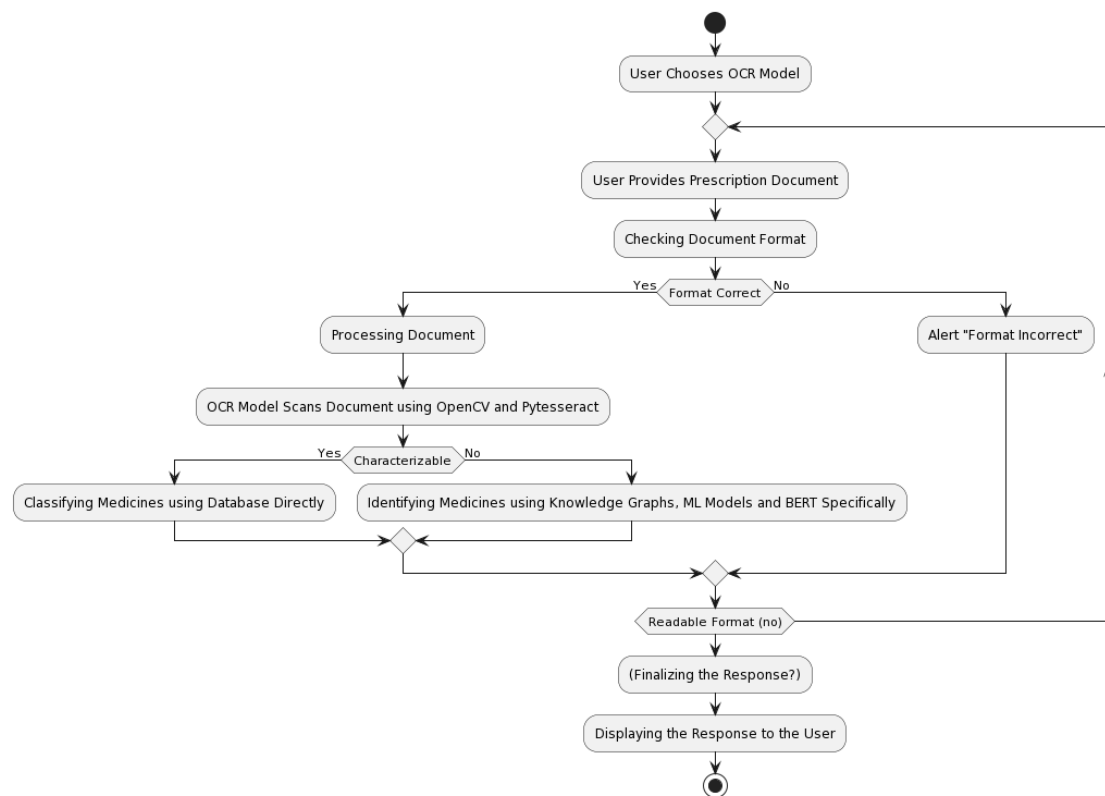 User Chooses OCR Model
User Provides Prescription Document
Checking Document Format
Yes
Format Correct
No
Processing Document
Alert "Format Incorrect"
OCR Model Scans Document using OpenCV and Pytesseract
Yes
Characterizable
No
Classifying Medicines using Database Directly
Identifying Medicines using Knowledge Graphs, ML Models and BERT Specifically
Readable Format (no)
(Finalizing the Response?)
Displaying the Response to the User